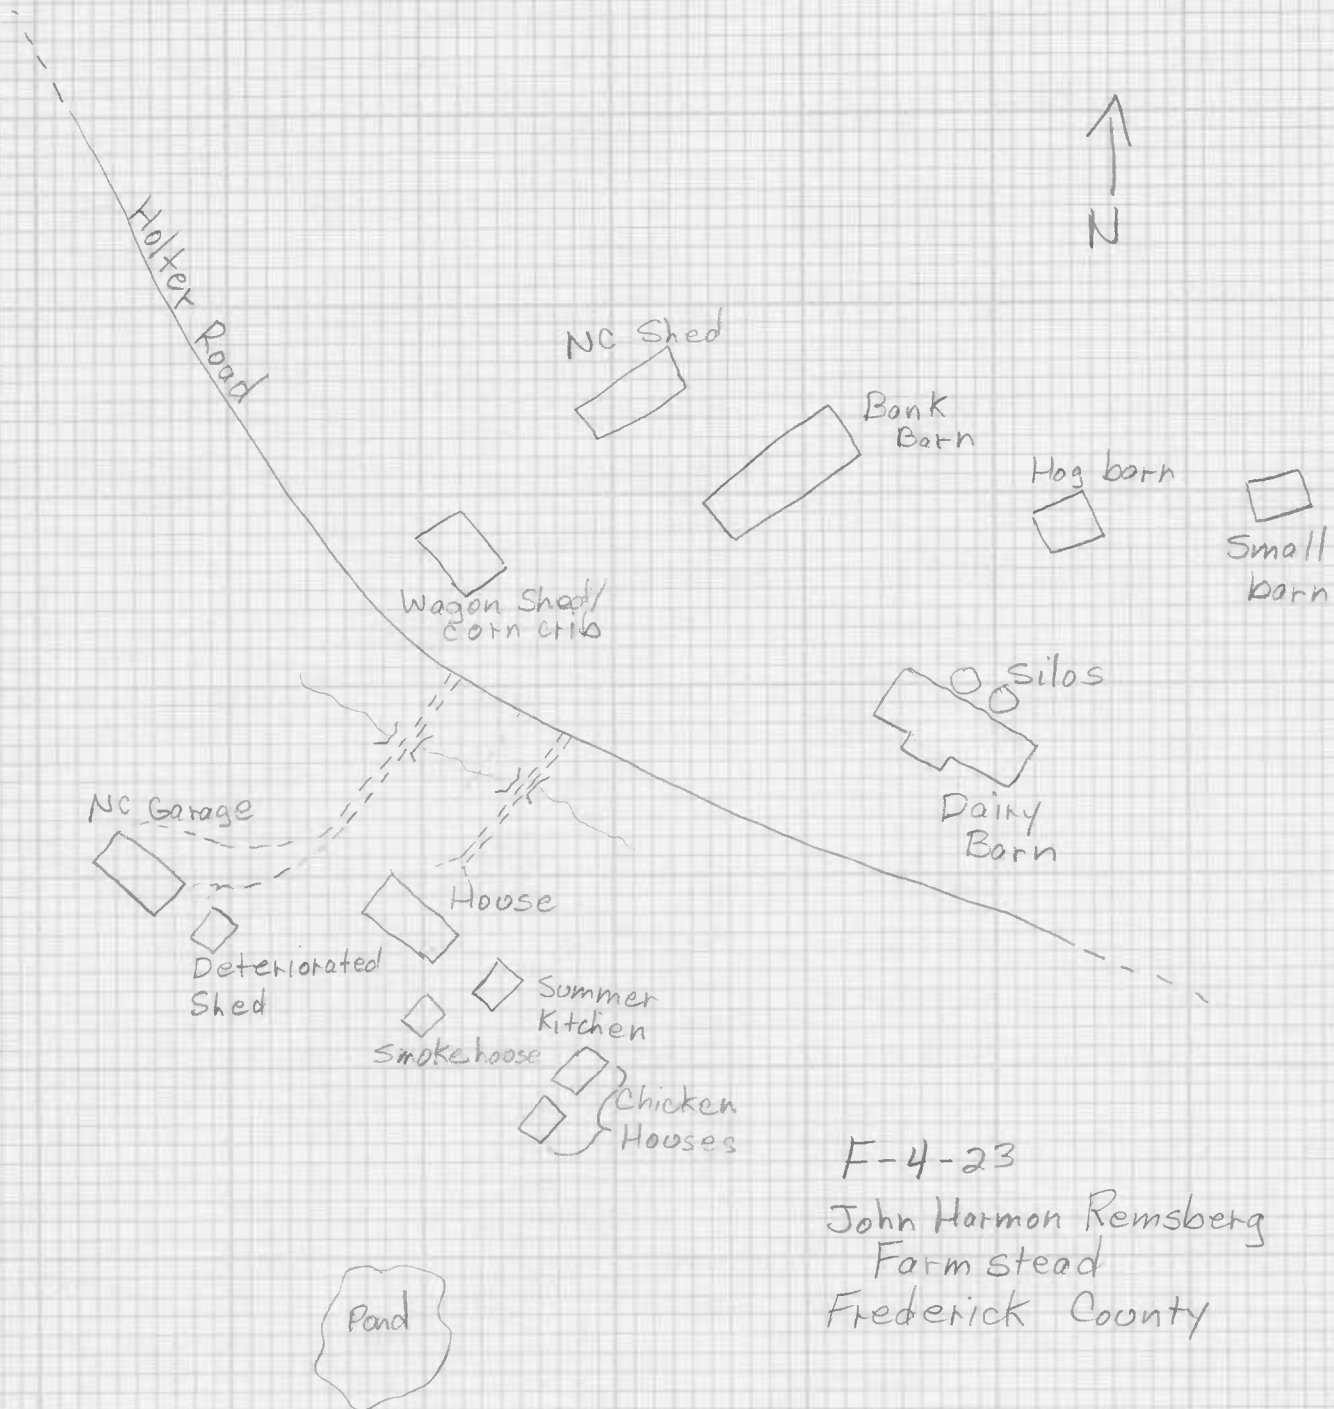 N
Holter Road
NC Shed
Bank
Barn
Hog barn
Small
barn
Wagon Shed/
corn crib
Silos
Dairy
Barn
NC Garage
House
Deteriorated
Shed
Summer
Kitchen
Smokehouse
Chicken
Houses
F-4-23
John Harmon Remsberg
Farmstead
Frederick County
Pond